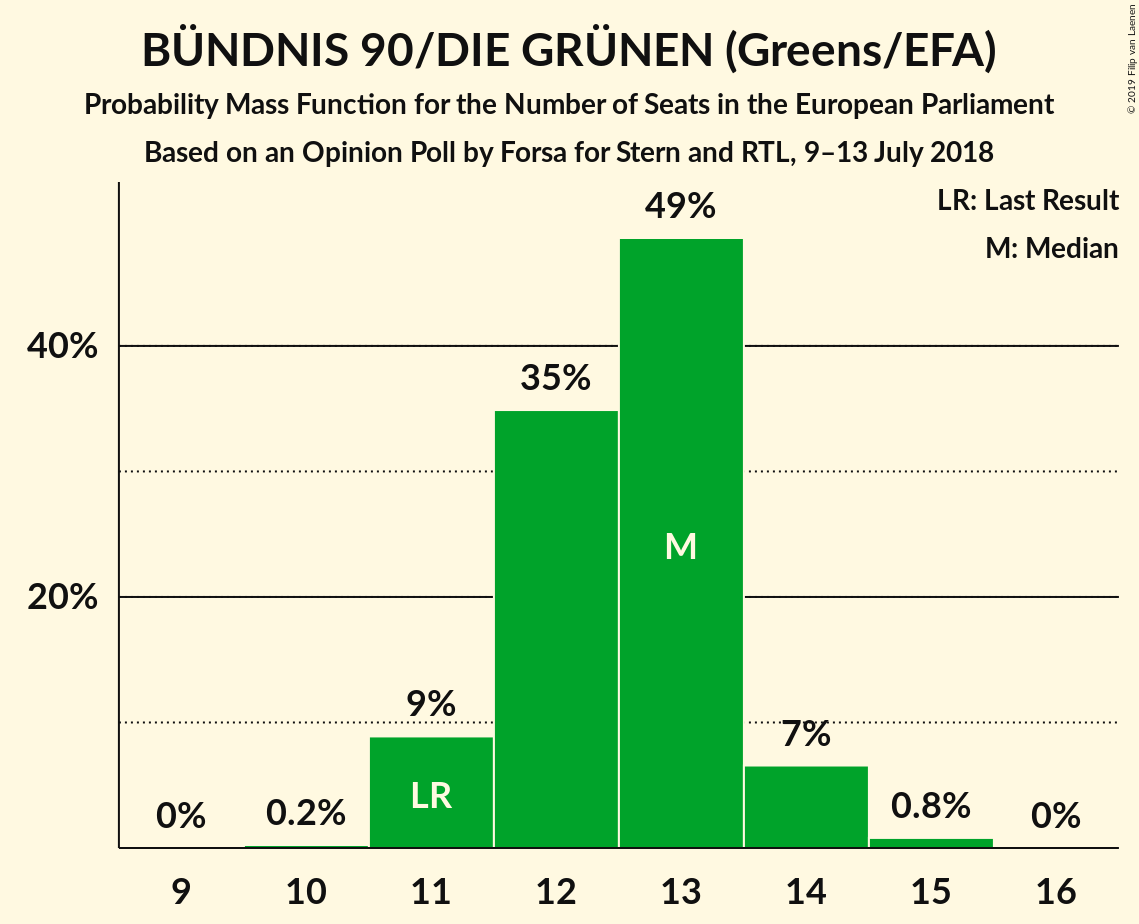 BÜNDNIS 90/DIE GRÜNEN (Greens/EFA)
Probability Mass Function for the Number of Seats in the European Parliament
Based on an Opinion Poll by Forsa for Stern and RTL, 9–13 July 2018
© 2019 Filip van Laenen
LR: Last Result
M: Median
49%
40%
35%
M
20%
9%
7%
LR
0%
0.2%
0.8%
0%
9 10 11 12 13 14 15 16